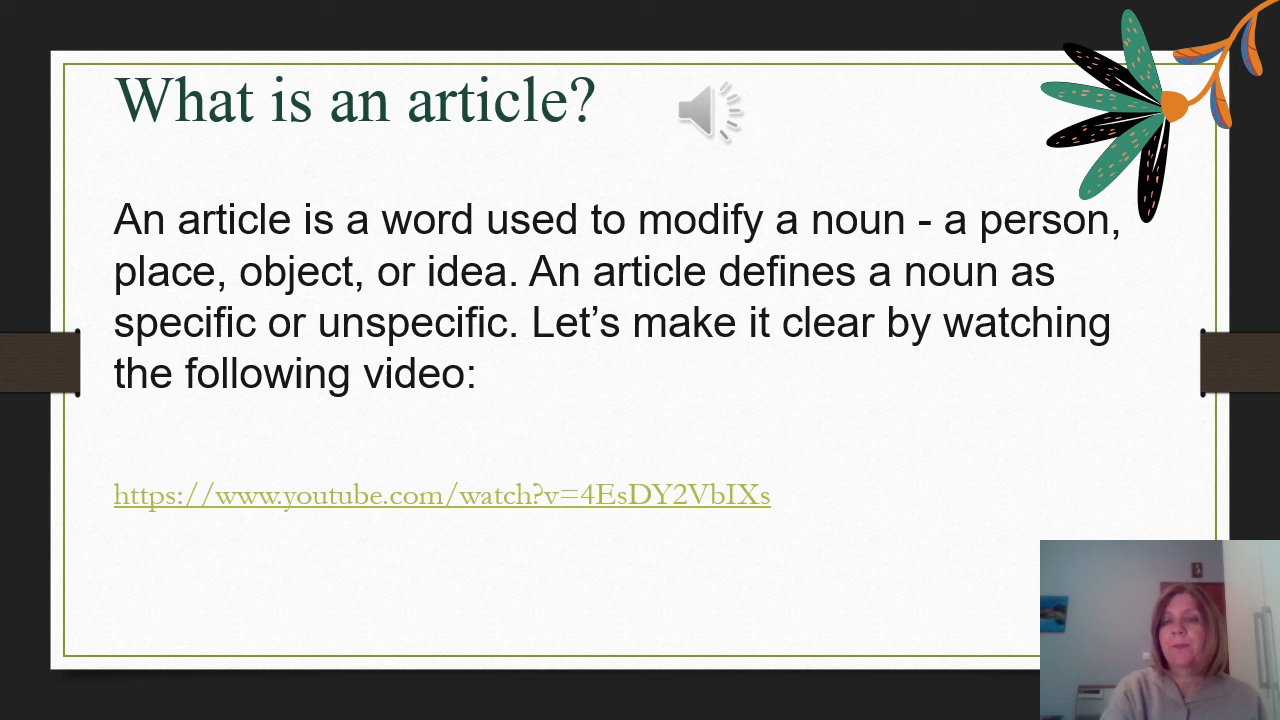 What is an article?
An article is a word used to modify a noun - a person,
place, object, or idea. An article defines a noun as
specific or unspecific. Let’s make it clear by watching
the following video:
https://www.youtube.com/watch?v=4EsDY2VbIXs